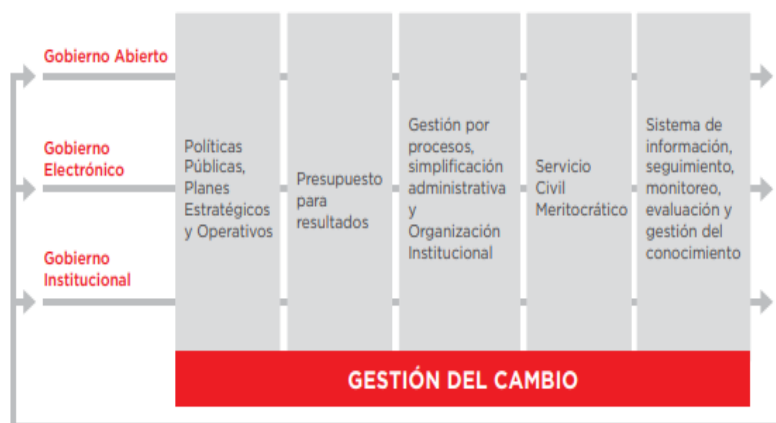 Gobierno Abierto
Gobierno
Electrónico
Gobierno
Institucional
Políticas
Públicas,
Planes
Estratégicos
y Operativos
Presupuesto
para
resultados
Gestión por
procesos,
simplificación
administrativa
y
Organización
Institucional
Servicio
Civil
Meritocrático
Sistema de
información,
seguimiento,
monitoreo,
evaluación y
gestión del
conocimiento
GESTIÓN DEL CAMBIO